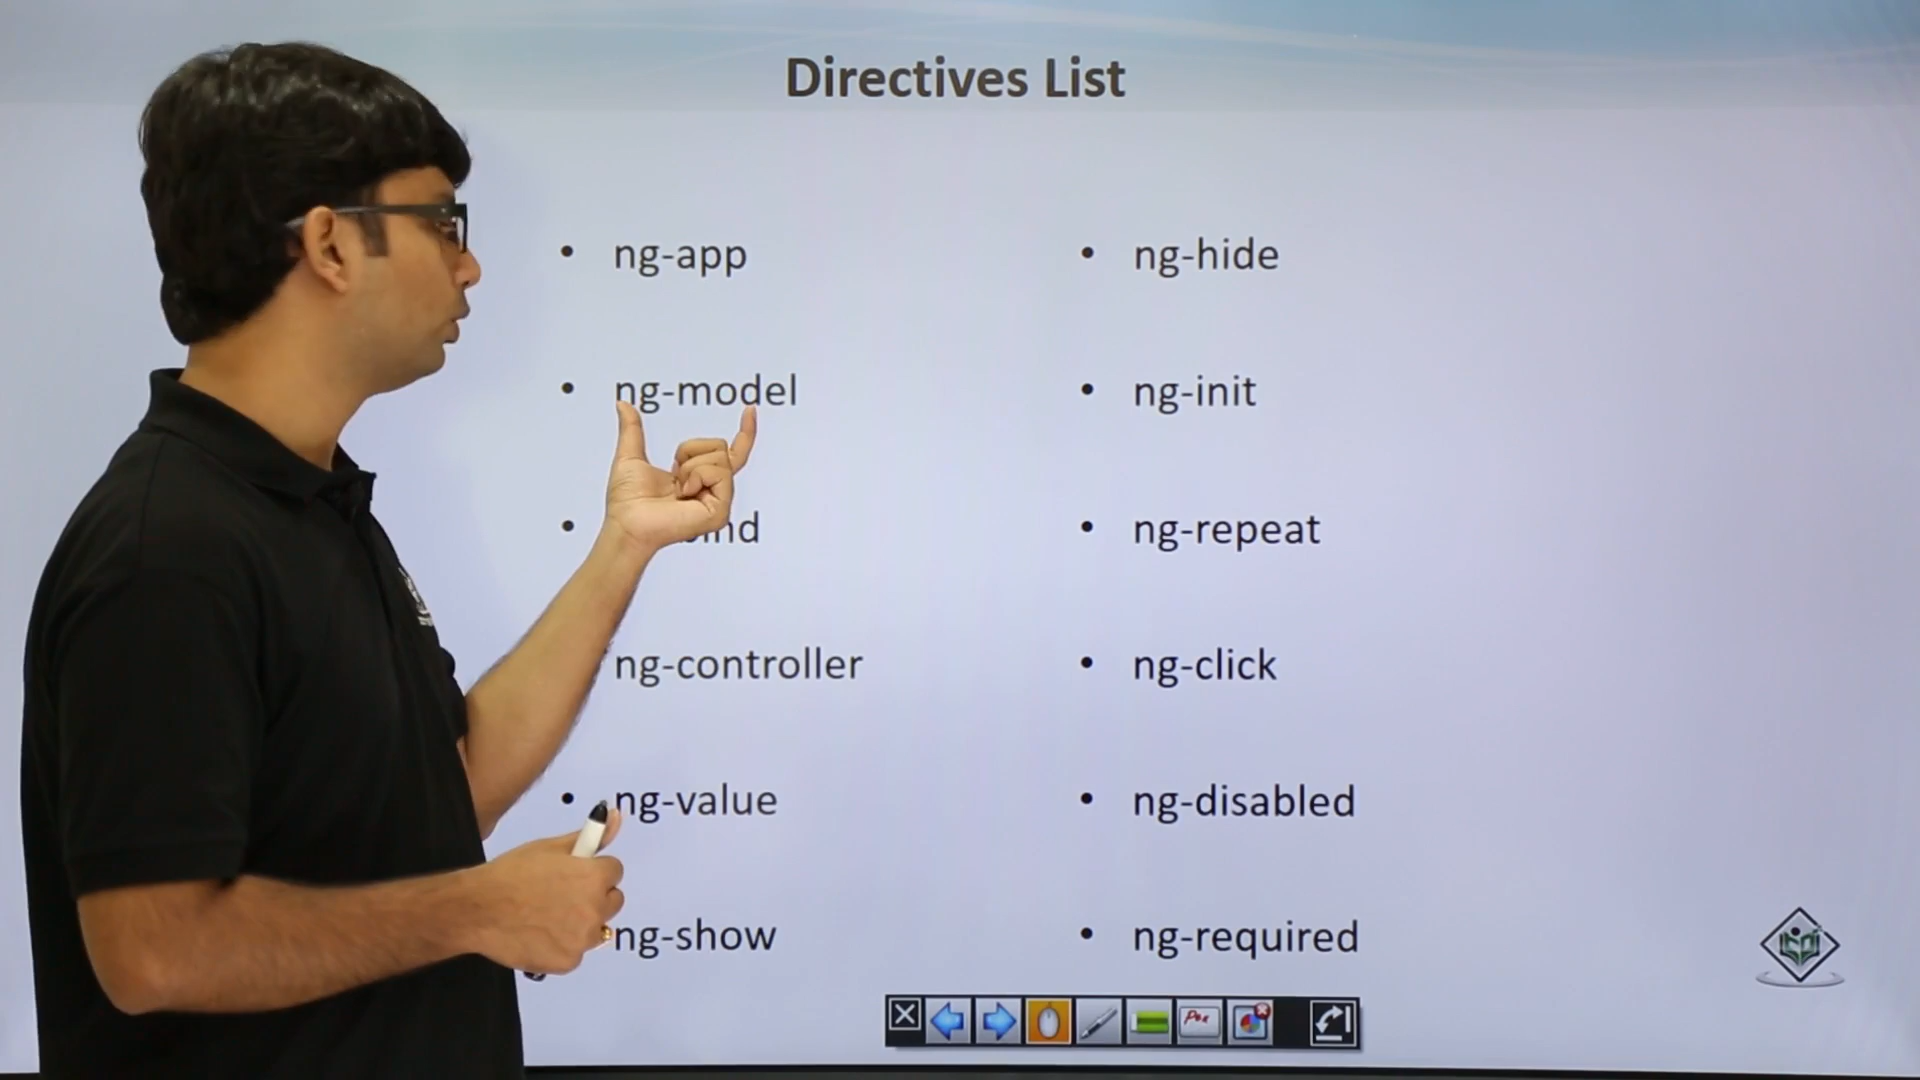 Directives List
• ng-app
• ng-model
• ind
ng-controller
• ng-value
ng-show
• ng-hide
• ng-init
• ng-repeat
• ng-click
• ng-disabled
• ng-required